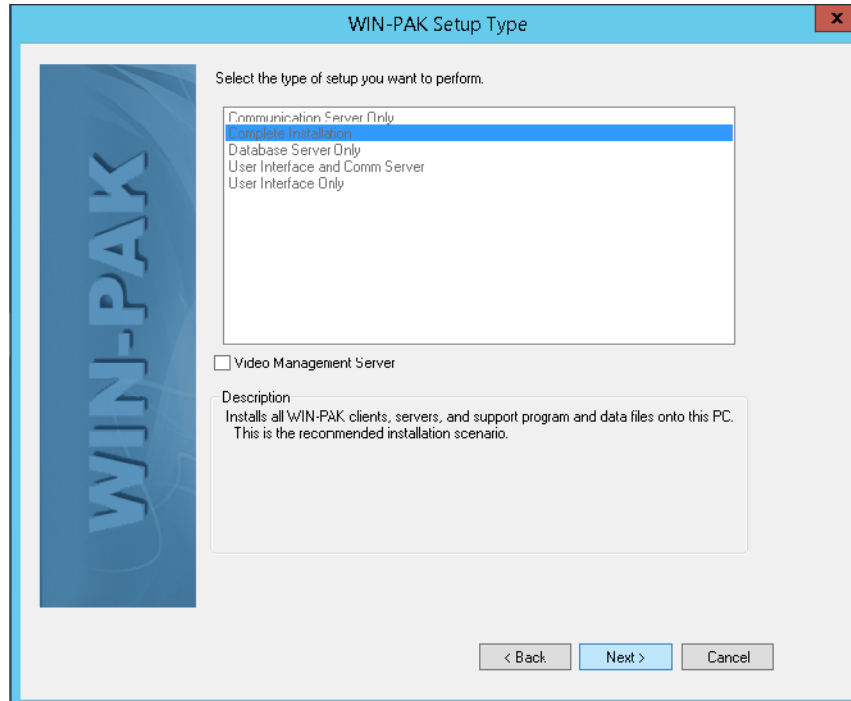 WIN-PAK Setup Type
x
WIN-PAK
Select the type of setup you want to perform.
Communication Server Only
Complete Installation
Database Server Only
User Interface and Comm Server
User Interface Only
Video Management Server
Description
Installs all WIN-PAK clients, servers, and support program and data files onto this PC.
This is the recommended installation scenario.
< Back
Next >
Cancel